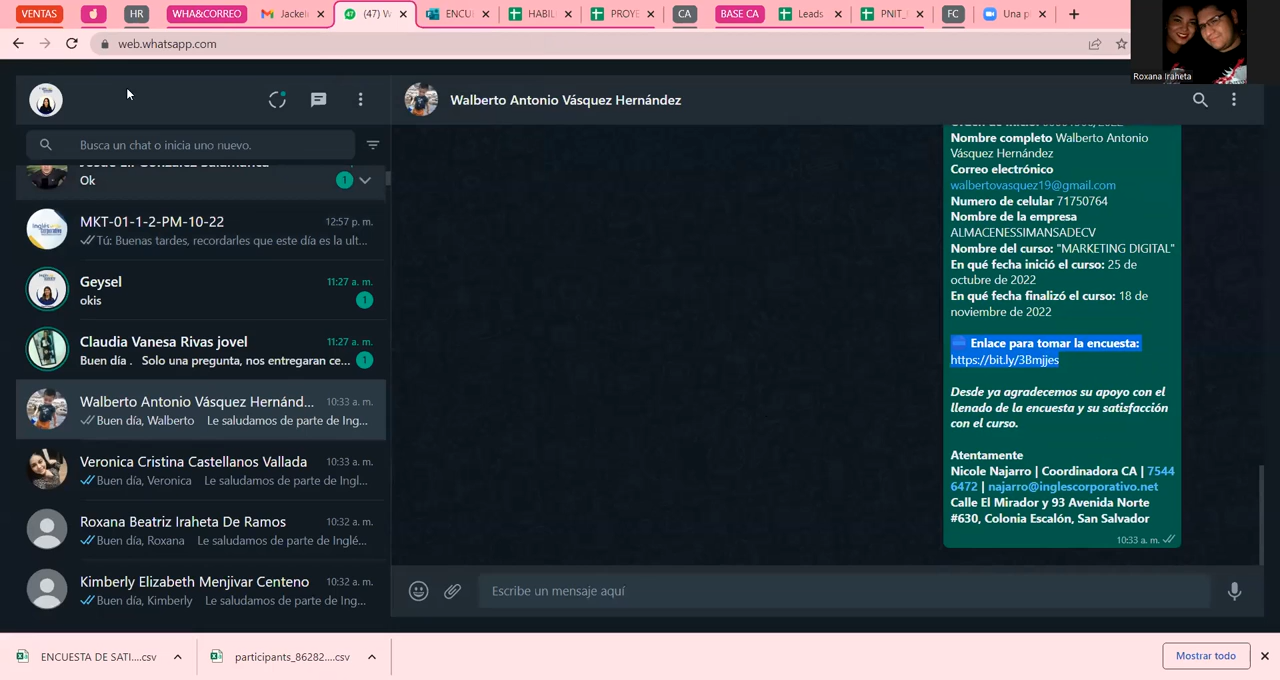 VENTAS
HR
WHA&CORREO
Jackel
(47) W
ENCU
HABIL
PROYE
CA
BASE CA
Leads
PNIT_
FC
Una p
web.whatsapp.com
Roxana Iraheta
Walberto Antonio Vásquez Hernández
Busca un chat o inicia uno nuevo.
Ok
1
MKT-01-1-2-PM-10-22
12:57 p. m.
Tú: Buenas tardes, recordarles que este día es la ult...
Geysel
11:27 a. m.
okis
1
Claudia Vanesa Rivas jovel
11:27 a. m.
Buen día . Solo una pregunta, nos entregaran ce...
1
Walberto Antonio Vásquez Hernánd...
10:33 a. m.
Buen día, Walberto Le saludamos de parte de Ing...
Veronica Cristina Castellanos Vallada
10:33 a. m.
Buen día, Veronica Le saludamos de parte de Ingl...
Roxana Beatriz Iraheta De Ramos
10:32 a. m.
Buen día, Roxana Le saludamos de parte de Inglé...
Kimberly Elizabeth Menjivar Centeno
10:32 a. m.
Buen día, Kimberly Le saludamos de parte de Ing...
Nombre completo Walberto Antonio
Vásquez Hernández
Correo electrónico
walbertovasquez19@gmail.com
Numero de celular 71750764
Nombre de la empresa
ALMACENESSIMANSADECV
Nombre del curso: "MARKETING DIGITAL"
En qué fecha inició el curso: 25 de
octubre de 2022
En qué fecha finalizó el curso: 18 de
noviembre de 2022
Enlace para tomar la encuesta:
https://bit.ly/3Bmjjes
Desde ya agradecemos su apoyo con el
llenado de la encuesta y su satisfacción
con el curso.
Atentamente
Nicole Najarro | Coordinadora CA | 7544
6472 | najarro@inglescorporativo.net
Calle El Mirador y 93 Avenida Norte
#630, Colonia Escalón, San Salvador
10:33 a. m.
Escribe un mensaje aquí
ENCUESTA DE SATI....csv
participants_86282....csv
Mostrar todo